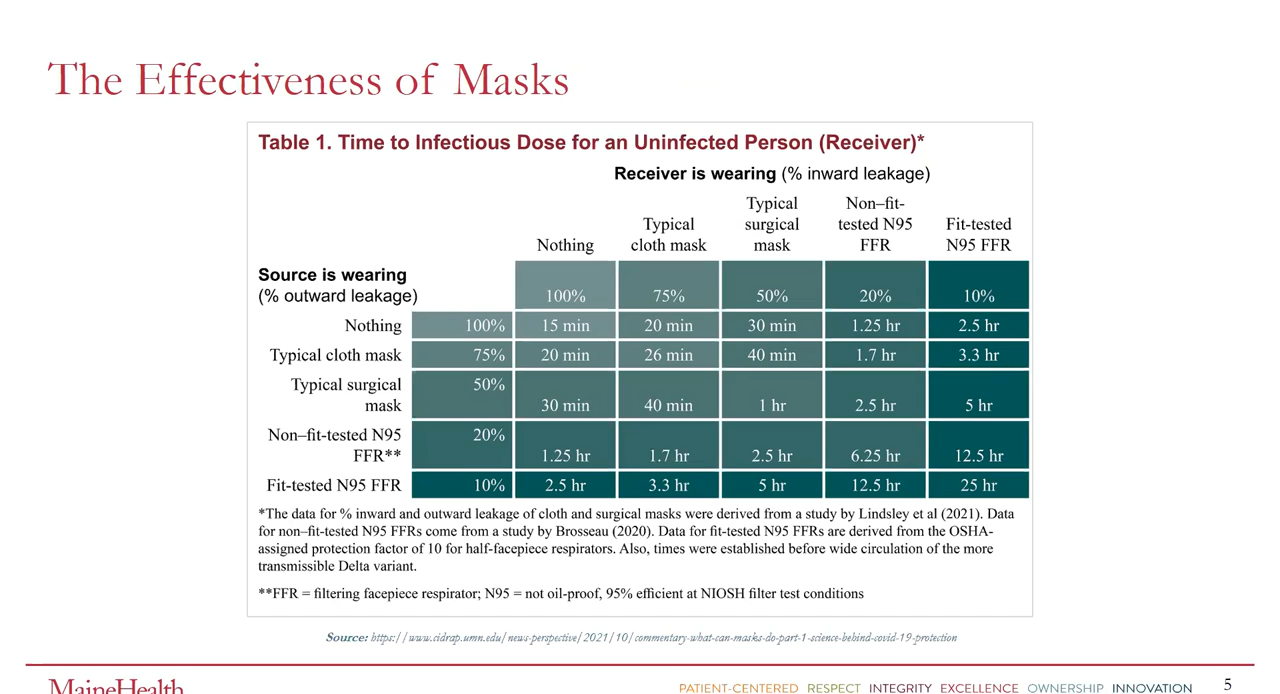 The Effectiveness of Masks
Table 1. Time to Infectious Dose for an Uninfected Person (Receiver)*
Receiver is wearing (% inward leakage)
Nothing
Typical cloth mask
Typical surgical mask
Non–fit-tested N95 FFR
Fit-tested N95 FFR
Source is wearing
(% outward leakage)
100% 75% 50% 20% 10%
Nothing 100% 15 min 20 min 30 min 1.25 hr 2.5 hr
Typical cloth mask 75% 20 min 26 min 40 min 1.7 hr 3.3 hr
Typical surgical mask 50% 30 min 40 min 1 hr 2.5 hr 5 hr
Non–fit-tested N95 FFR** 20% 1.25 hr 1.7 hr 2.5 hr 6.25 hr 12.5 hr
Fit-tested N95 FFR 10% 2.5 hr 3.3 hr 5 hr 12.5 hr 25 hr
*The data for % inward and outward leakage of cloth and surgical masks were derived from a study by Lindsley et al (2021). Data
for non–fit-tested N95 FFRs come from a study by Brosseau (2020). Data for fit-tested N95 FFRs are derived from the OSHA-
assigned protection factor of 10 for half-facepiece respirators. Also, times were established before wide circulation of the more
transmissible Delta variant.
**FFR = filtering facepiece respirator; N95 = not oil-proof, 95% efficient at NIOSH filter test conditions
Source: https://www.cidrap.umn.edu/news-perspective/2021/10/commentary-what-can-masks-do-part-1-science-behind-covid-19-protection
MaineHealth
PATIENT-CENTERED RESPECT INTEGRITY EXCELLENCE OWNERSHIP INNOVATION 5